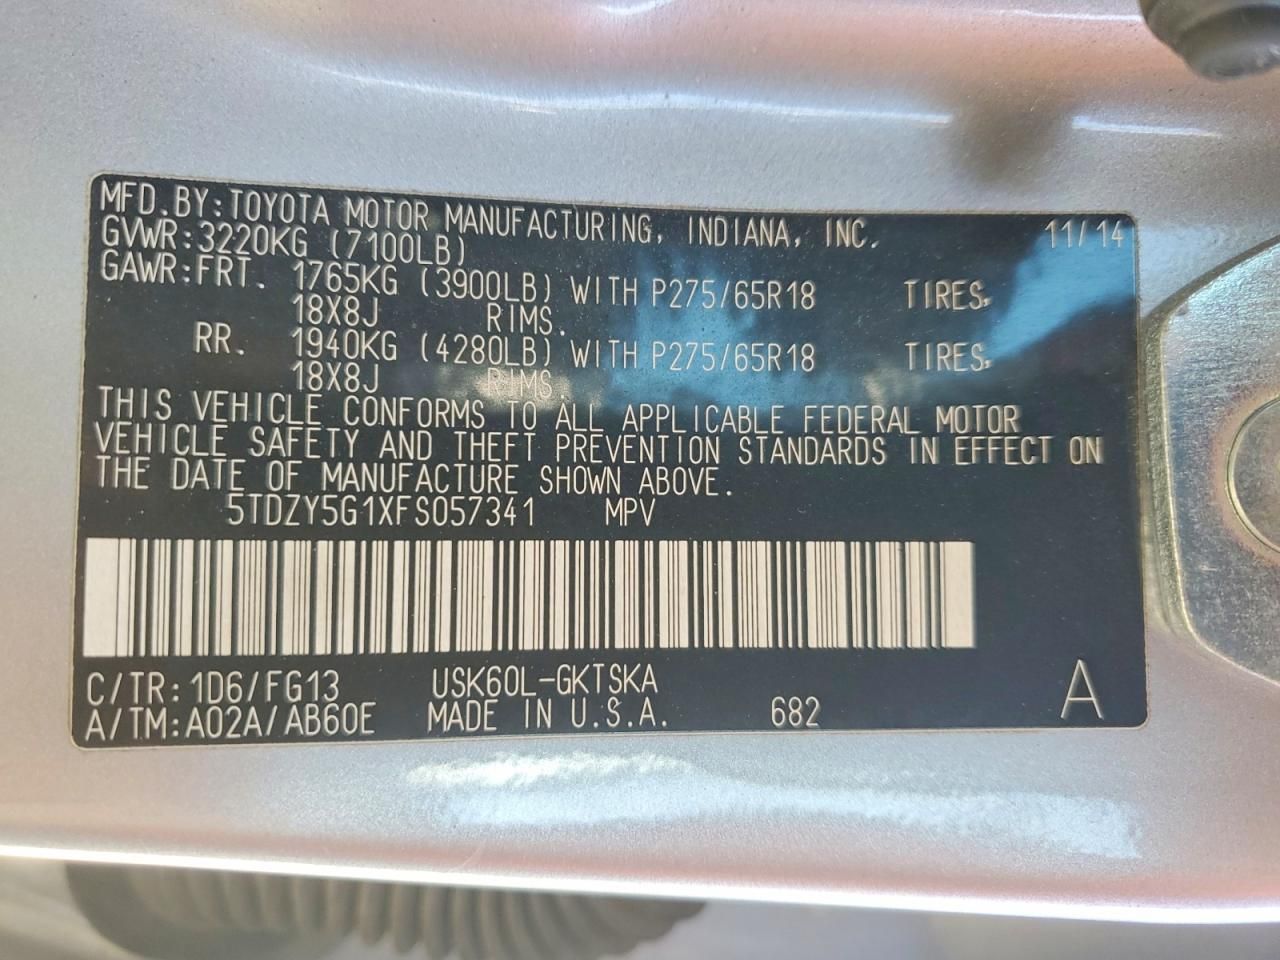 MFD.BY:TOYOTA MOTOR MANUFACTURING, INDIANA, INC. 11/14
GVWR:3220KG (7100LB)
GAWR:FRT. 1765KG (3900LB) WITH P275/65R18 TIRES,
18X8J RIMS.
RR. 1940KG (4280LB) WITH P275/65R18 TIRES,
18X8J RIMS.
THIS VEHICLE CONFORMS TO ALL APPLICABLE FEDERAL MOTOR
VEHICLE SAFETY AND THEFT PREVENTION STANDARDS IN EFFECT ON
THE DATE OF MANUFACTURE SHOWN ABOVE.
5TDZY5G1XFS057341 MPV
C/TR:1D6/FG13 USK60L-GKTSKA
A/TM:A02A/AB60E MADE IN U.S.A. 682 A